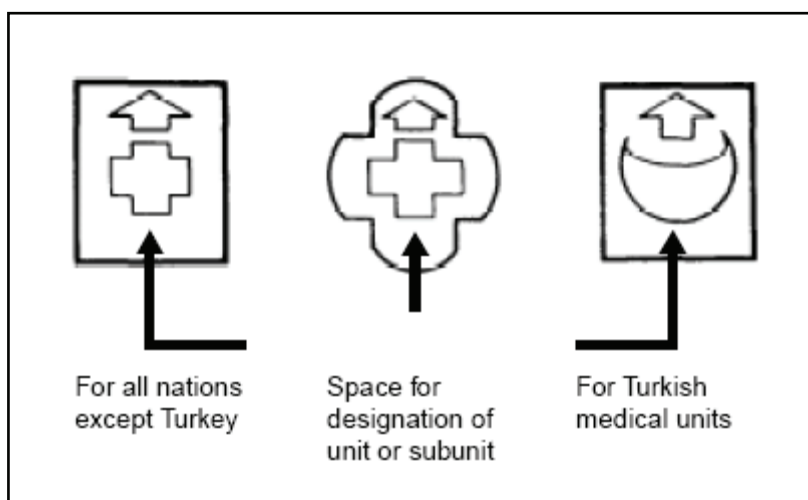 For all nations
except Turkey
Space for
designation of
unit or subunit
For Turkish
medical units